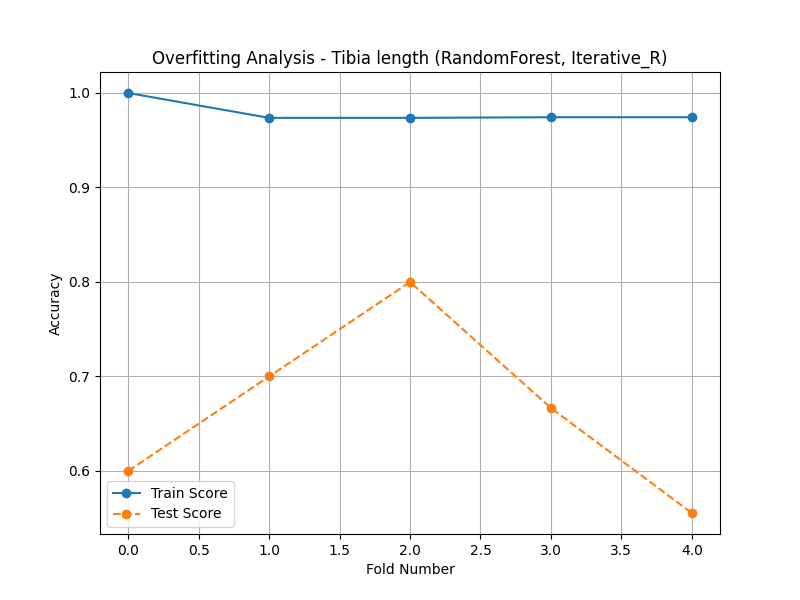 Overfitting Analysis - Tibia length (RandomForest, Iterative_R)
1.0
0.9
0.8
0.7
0.6
Accuracy
Train Score
Test Score
0.0 0.5 1.0 1.5 2.0 2.5 3.0 3.5 4.0
Fold Number